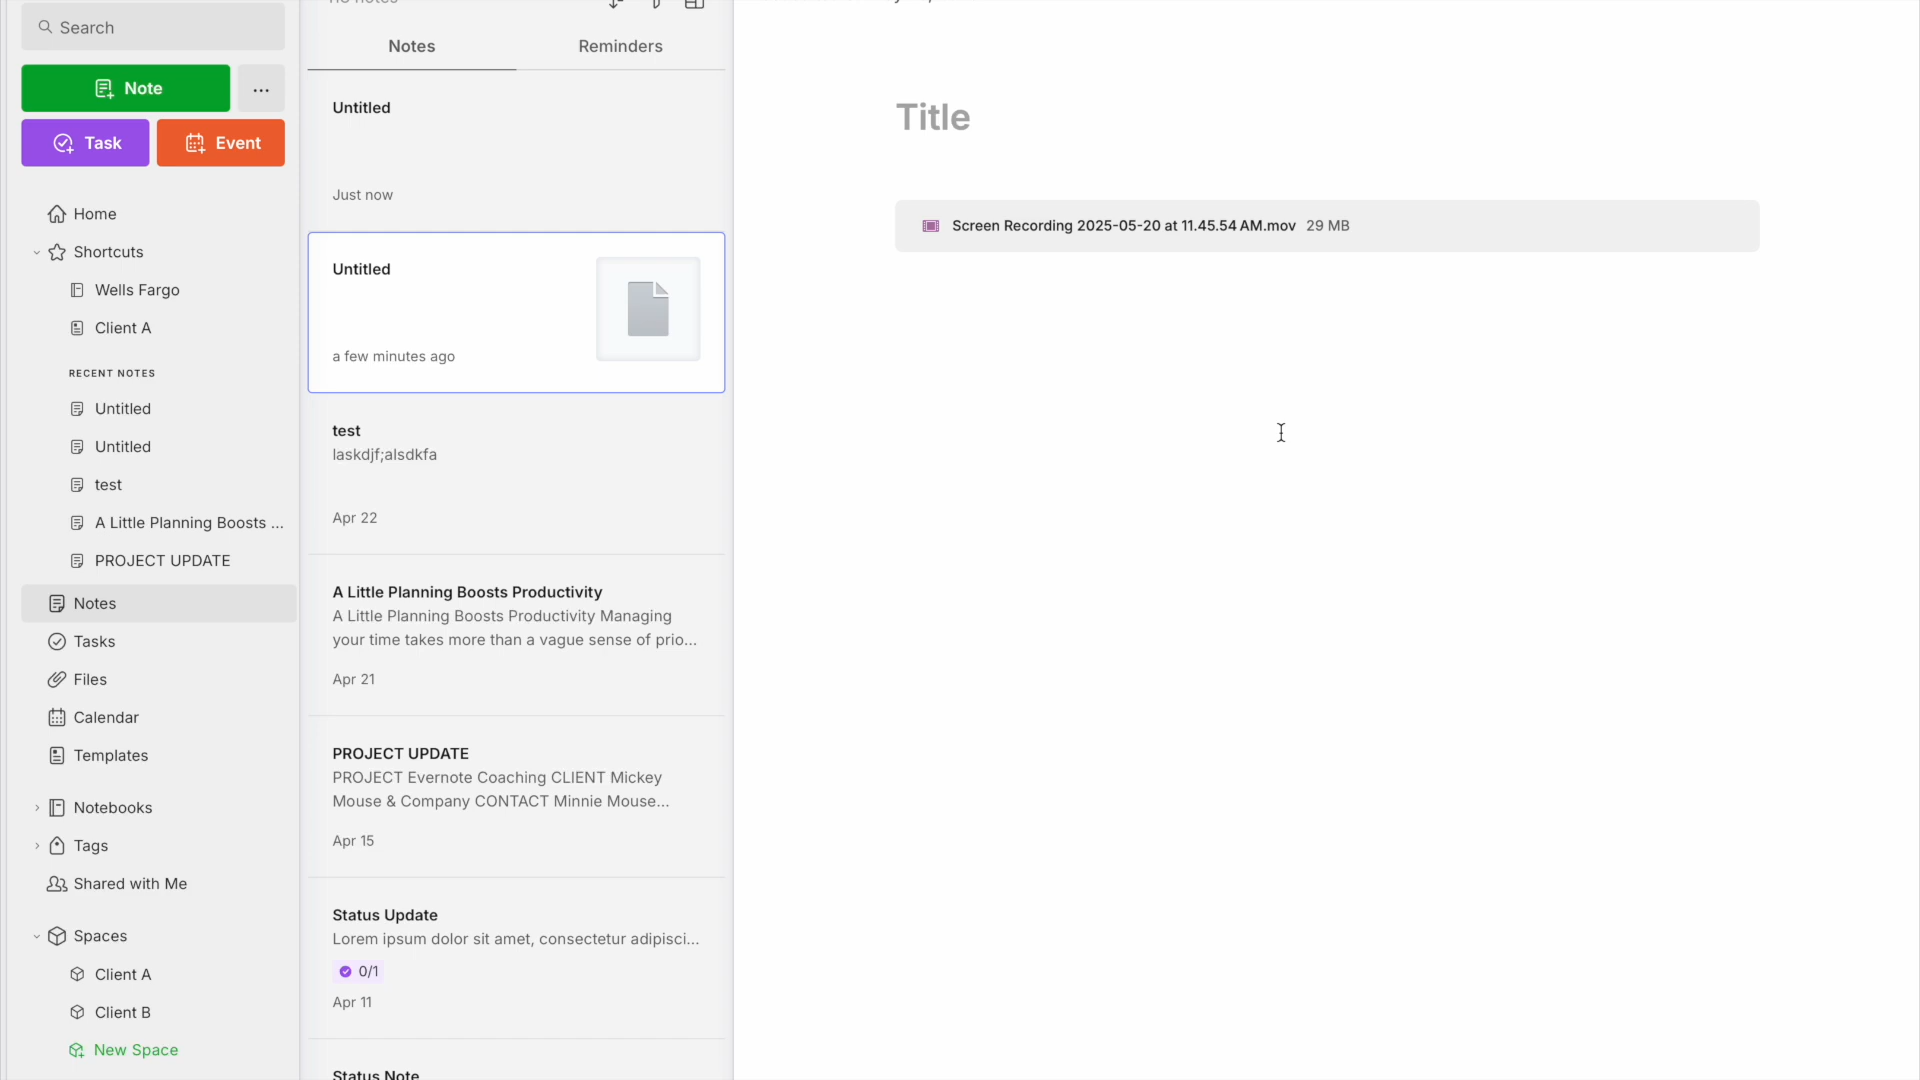 Search
Note
...
Task
Event
Home
Shortcuts
Wells Fargo
Client A
RECENT NOTES
Untitled
Untitled
test
A Little Planning Boosts ...
PROJECT UPDATE
Notes
Tasks
Files
Calendar
Templates
Notebooks
Tags
Shared with Me
Spaces
Client A
Client B
New Space
Notes
Reminders
Untitled
Just now
Untitled
a few minutes ago
test
laskdjf;alsdkfa
Apr 22
A Little Planning Boosts Productivity
A Little Planning Boosts Productivity Managing
your time takes more than a vague sense of prio...
Apr 21
PROJECT UPDATE
PROJECT Evernote Coaching CLIENT Mickey
Mouse & Company CONTACT Minnie Mouse...
Apr 15
Status Update
Lorem ipsum dolor sit amet, consectetur adipisci...
0/1
Apr 11
Status Note
Title
Screen Recording 2025-05-20 at 11.45.54 AM.mov 29 MB